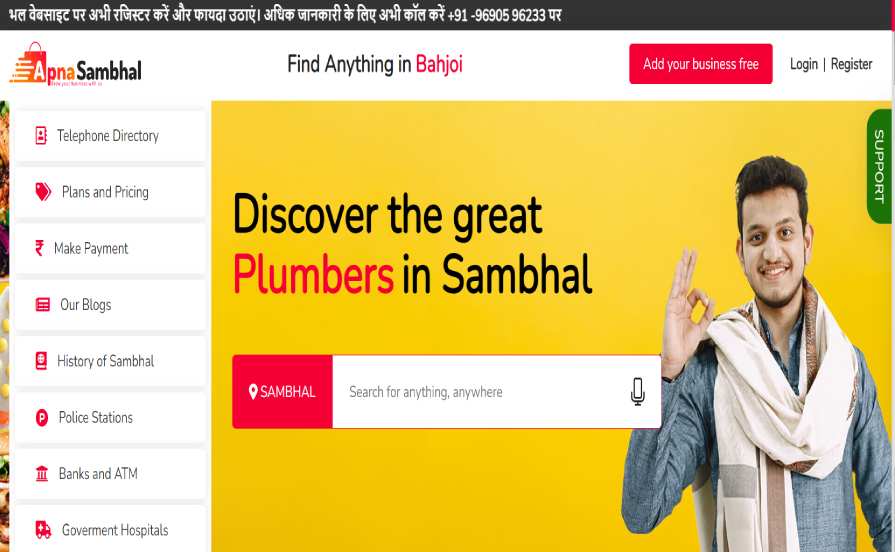 भल वेबसाइट पर अभी रजिस्टर करें और फायदा उठाएं। अधिक जानकारी के लिए अभी कॉल करें +91 -96905 96233 पर
Apna Sambhal
Find Anything in Bahjoi
Add your business free
Login | Register
Telephone Directory
Plans and Pricing
Make Payment
Our Blogs
History of Sambhal
Police Stations
Banks and ATM
Goverment Hospitals
Discover the great
Plumbers in Sambhal
SAMBHAL
Search for anything, anywhere
SUPPORT